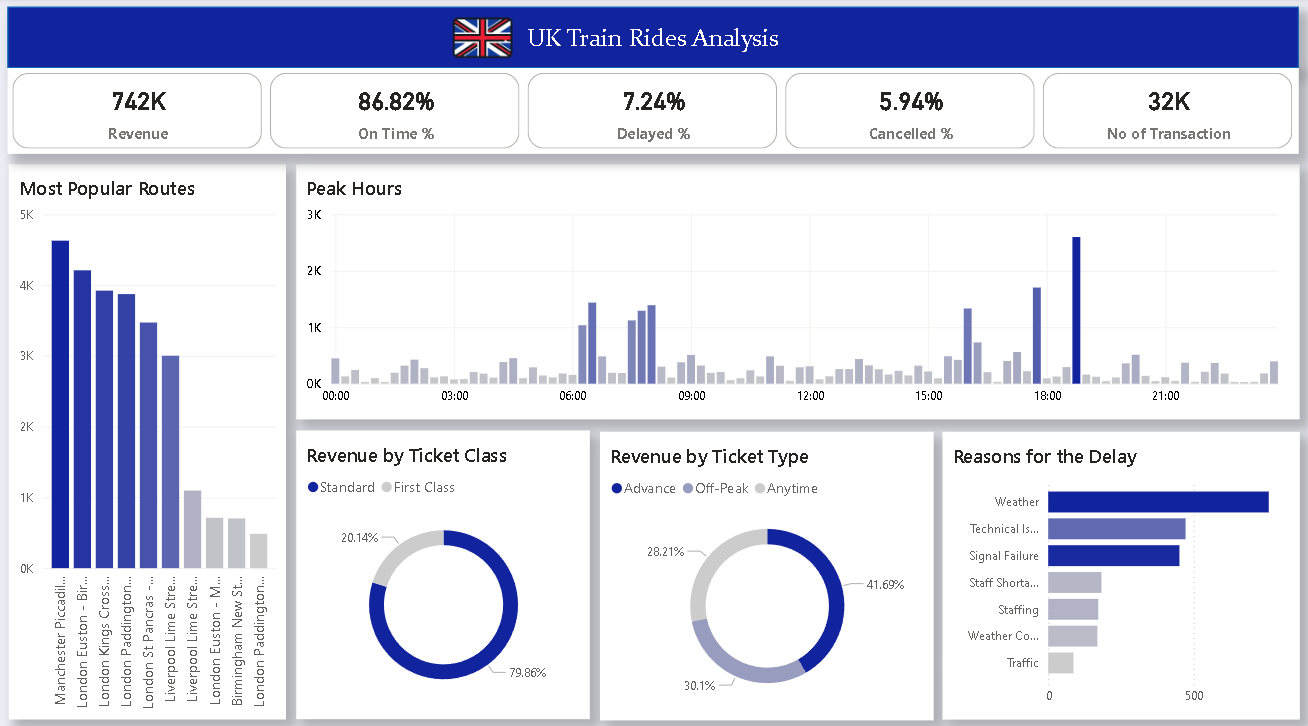 UK Train Rides Analysis
742K
Revenue
86.82%
On Time %
7.24%
Delayed %
5.94%
Cancelled %
32K
No of Transaction
Most Popular Routes
5K
4K
3K
2K
1K
0K
Manchester Piccadil...
London Euston - Bir...
London Kings Cross...
London Paddington...
London St Pancras -...
Liverpool Lime Stre...
Liverpool Lime Stre...
London Euston - M...
Birmingham New St...
London Paddington...
Peak Hours
3K
2K
1K
0K
00:00 03:00 06:00 09:00 12:00 15:00 18:00 21:00
Revenue by Ticket Class
Standard First Class
20.14%
79.86%
Revenue by Ticket Type
Advance Off-Peak Anytime
28.21%
41.69%
30.1%
Reasons for the Delay
Weather
Technical Is...
Signal Failure
Staff Shorta...
Staffing
Weather Co...
Traffic
0 500